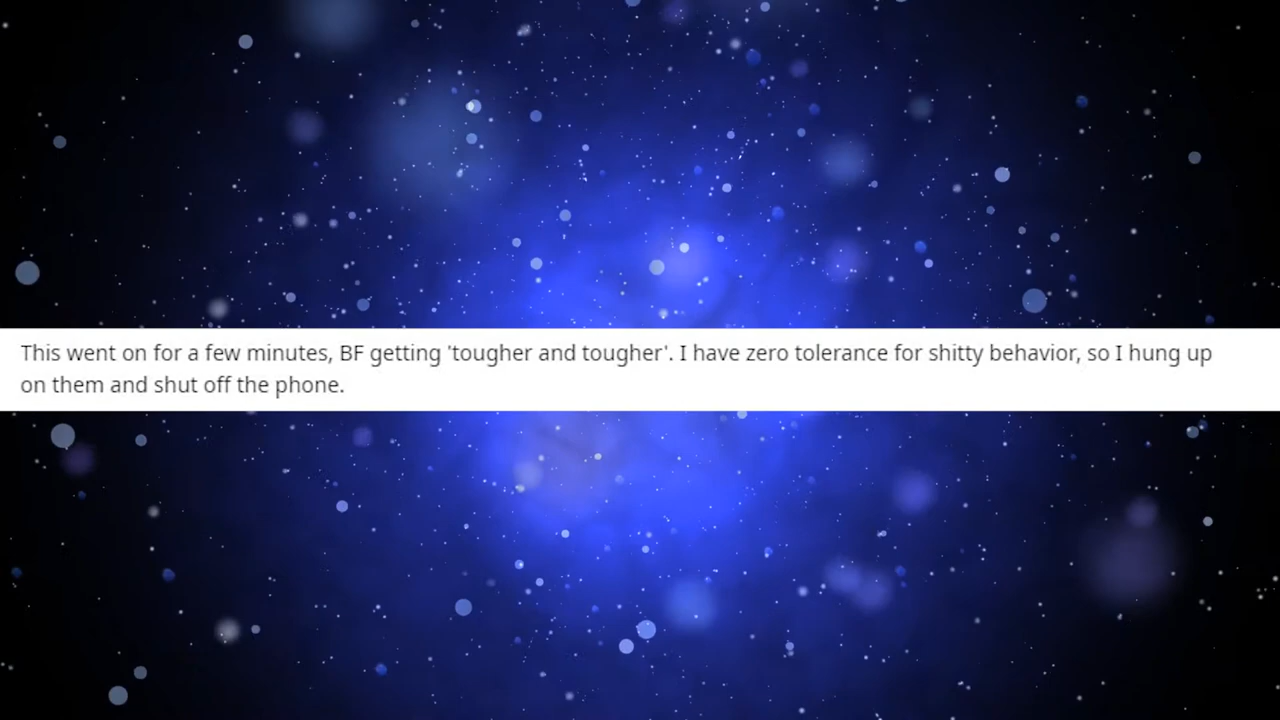 This went on for a few minutes, BF getting 'tougher and tougher'. I have zero tolerance for shitty behavior, so I hung up
on them and shut off the phone.